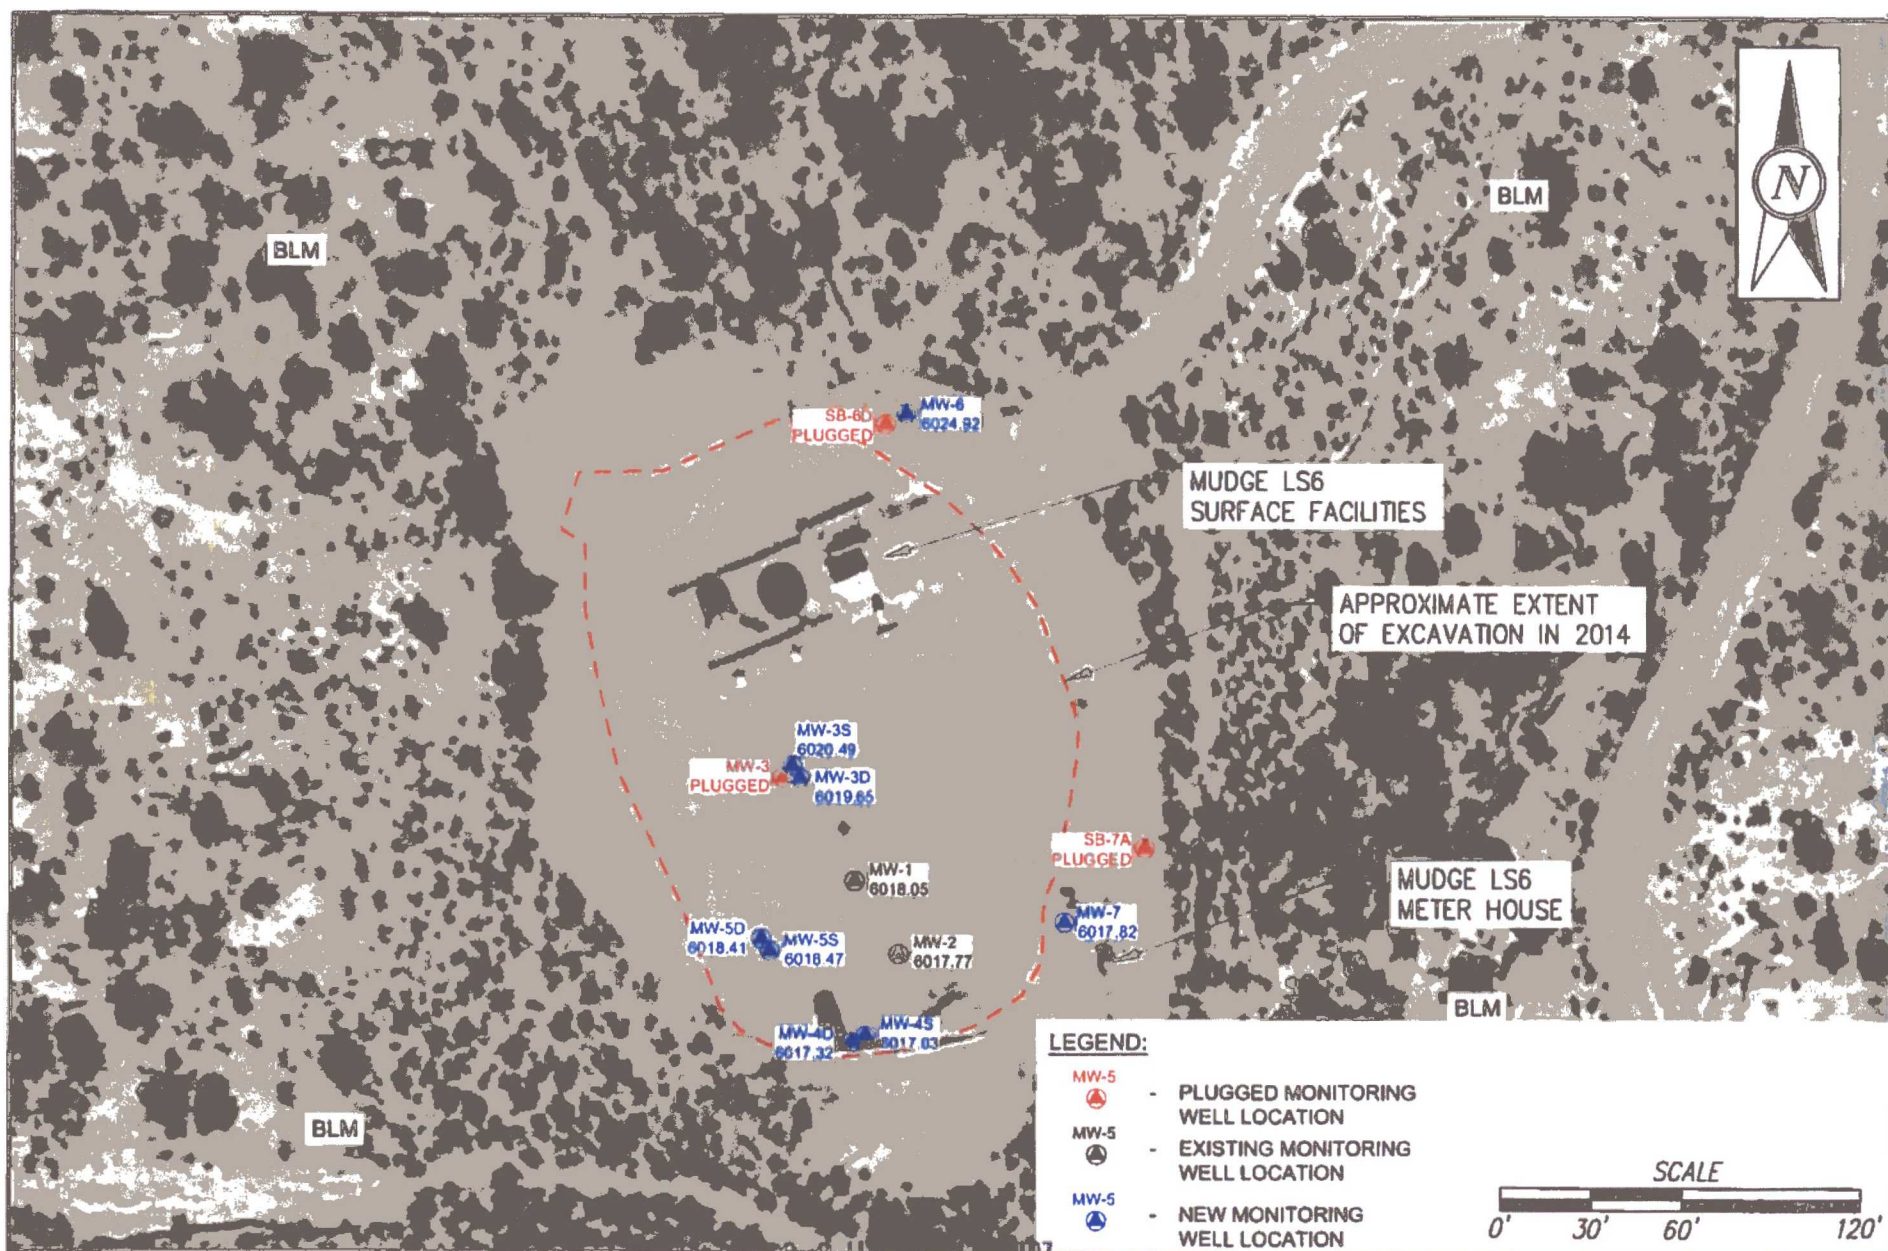 BLM
BLM
N
SB-6D
PLUGGED
MW-6
6024.92
MUDGE LS6
SURFACE FACILITIES
APPROXIMATE EXTENT
OF EXCAVATION IN 2014
MW-3S
6020.49
MW-3
PLUGGED
MW-3D
6019.65
SB-7A
PLUGGED
MW-1
6018.05
MUDGE LS6
METER HOUSE
MW-7
6017.82
MW-5D
6018.41
MW-5S
6018.47
MW-2
6017.77
BLM
MW-4D
6017.32
MW-4S
6017.03
BLM
LEGEND:
MW-5
- PLUGGED MONITORING
WELL LOCATION
MW-5
- EXISTING MONITORING
WELL LOCATION
MW-5
- NEW MONITORING
WELL LOCATION
SCALE
0' 30' 60' 120'